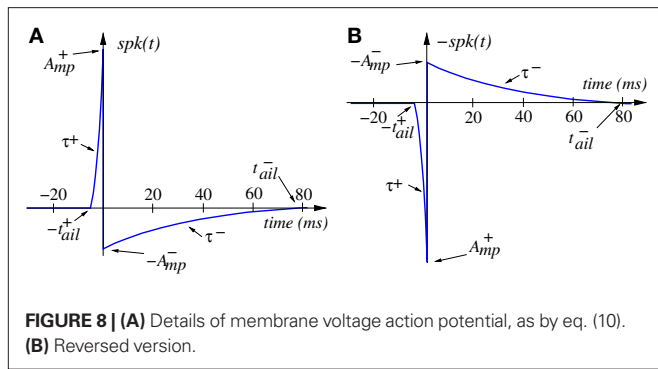 A
spk(t)
A⁺mp
τ+
−20
20
40
60
80
−t⁺ail
t⁻ail
time (ms)
τ−
−A⁻mp
B
−spk(t)
−A⁻mp
τ−
time (ms)
−20
20
40
60
80
−t⁺ail
t⁻ail
τ+
A⁺mp
FIGURE 8 | (A) Details of membrane voltage action potential, as by eq. (10).
(B) Reversed version.